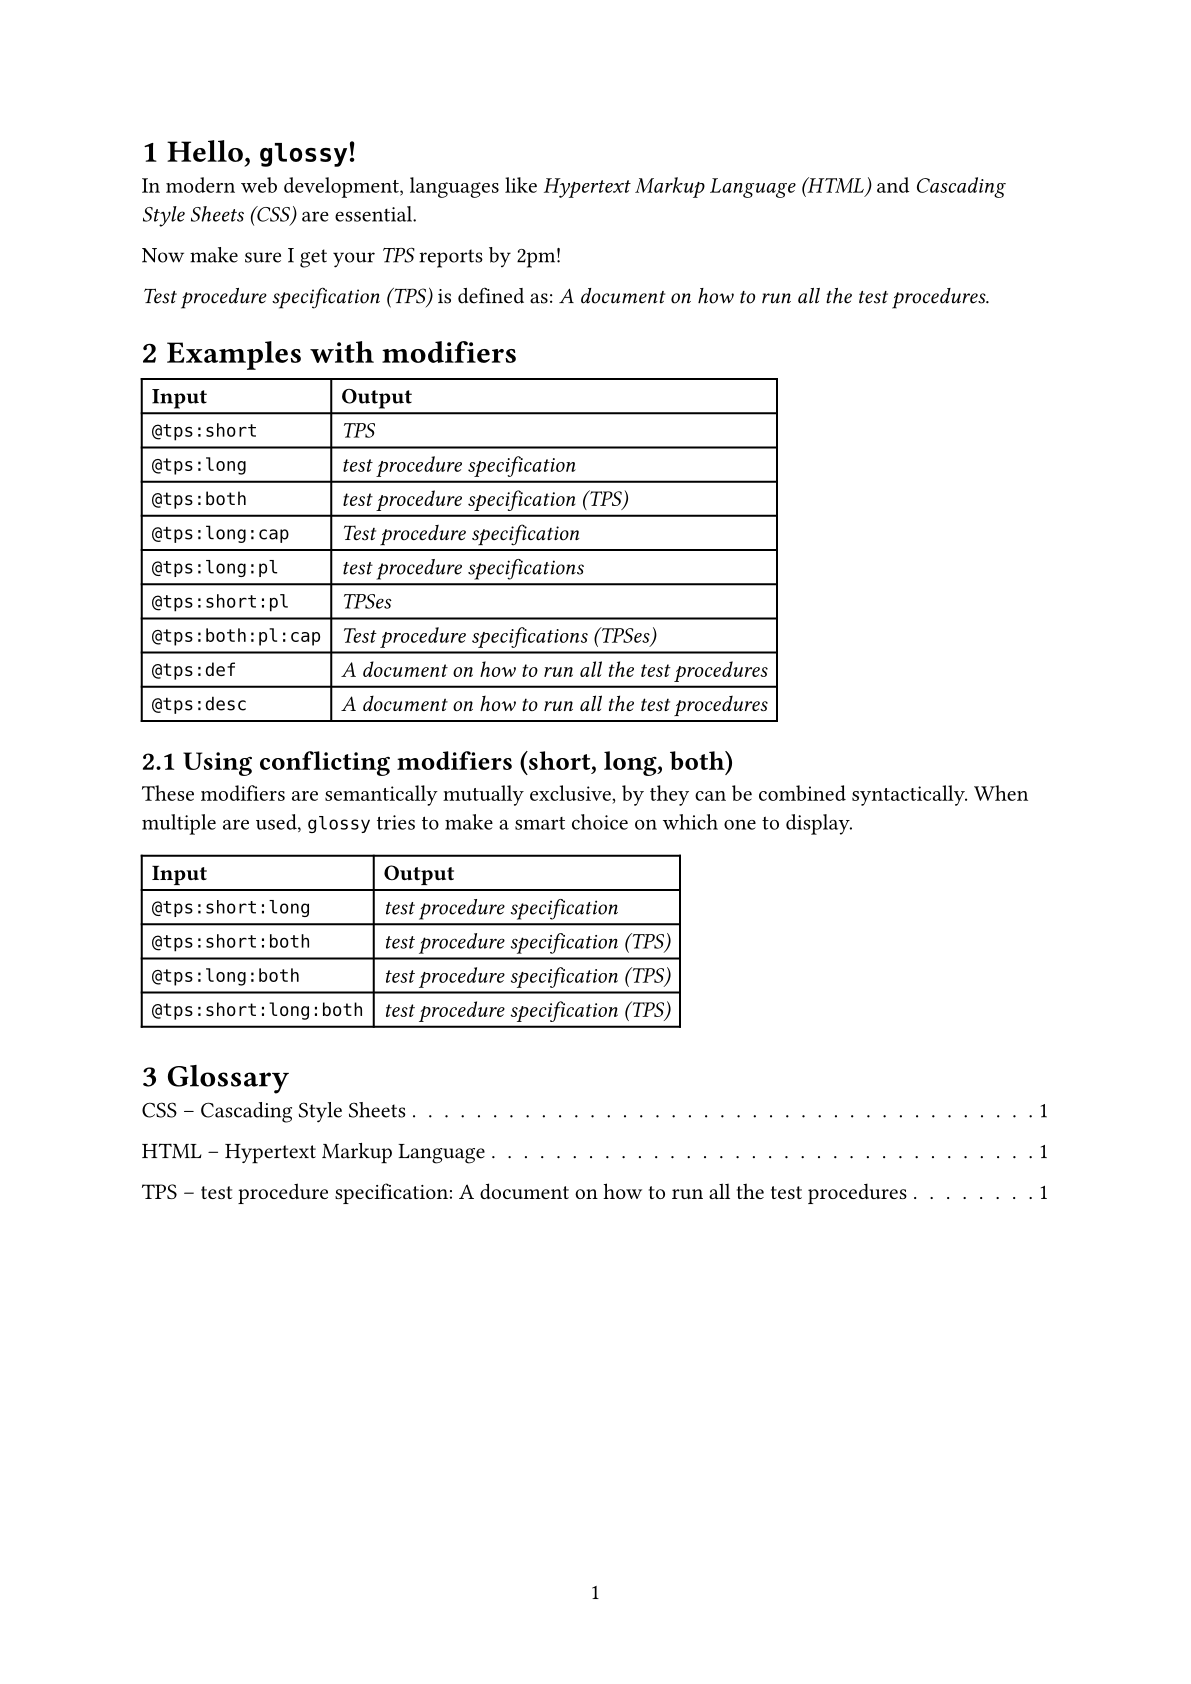 1 Hello, glossy!
In modern web development, languages like Hypertext Markup Language (HTML) and Cascading
Style Sheets (CSS) are essential.
Now make sure I get your TPS reports by 2pm!
Test procedure specification (TPS) is defined as: A document on how to run all the test procedures.
2 Examples with modifiers
Input Output
@tps:short TPS
@tps:long test procedure specification
@tps:both test procedure specification (TPS)
@tps:long:cap Test procedure specification
@tps:long:pl test procedure specifications
@tps:short:pl TPSes
@tps:both:pl:cap Test procedure specifications (TPSes)
@tps:def A document on how to run all the test procedures
@tps:desc A document on how to run all the test procedures
2.1 Using conflicting modifiers (short, long, both)
These modifiers are semantically mutually exclusive, by they can be combined syntactically. When
multiple are used, glossy tries to make a smart choice on which one to display.
Input Output
@tps:short:long test procedure specification
@tps:short:both test procedure specification (TPS)
@tps:long:both test procedure specification (TPS)
@tps:short:long:both test procedure specification (TPS)
3 Glossary
CSS – Cascading Style Sheets . . . . . . . . . . . . . . . . . . . . . . . . . . . . . . . . . . . . . . . 1
HTML – Hypertext Markup Language . . . . . . . . . . . . . . . . . . . . . . . . . . . . . . . . . . 1
TPS – test procedure specification: A document on how to run all the test procedures . . . . . . . . 1
1